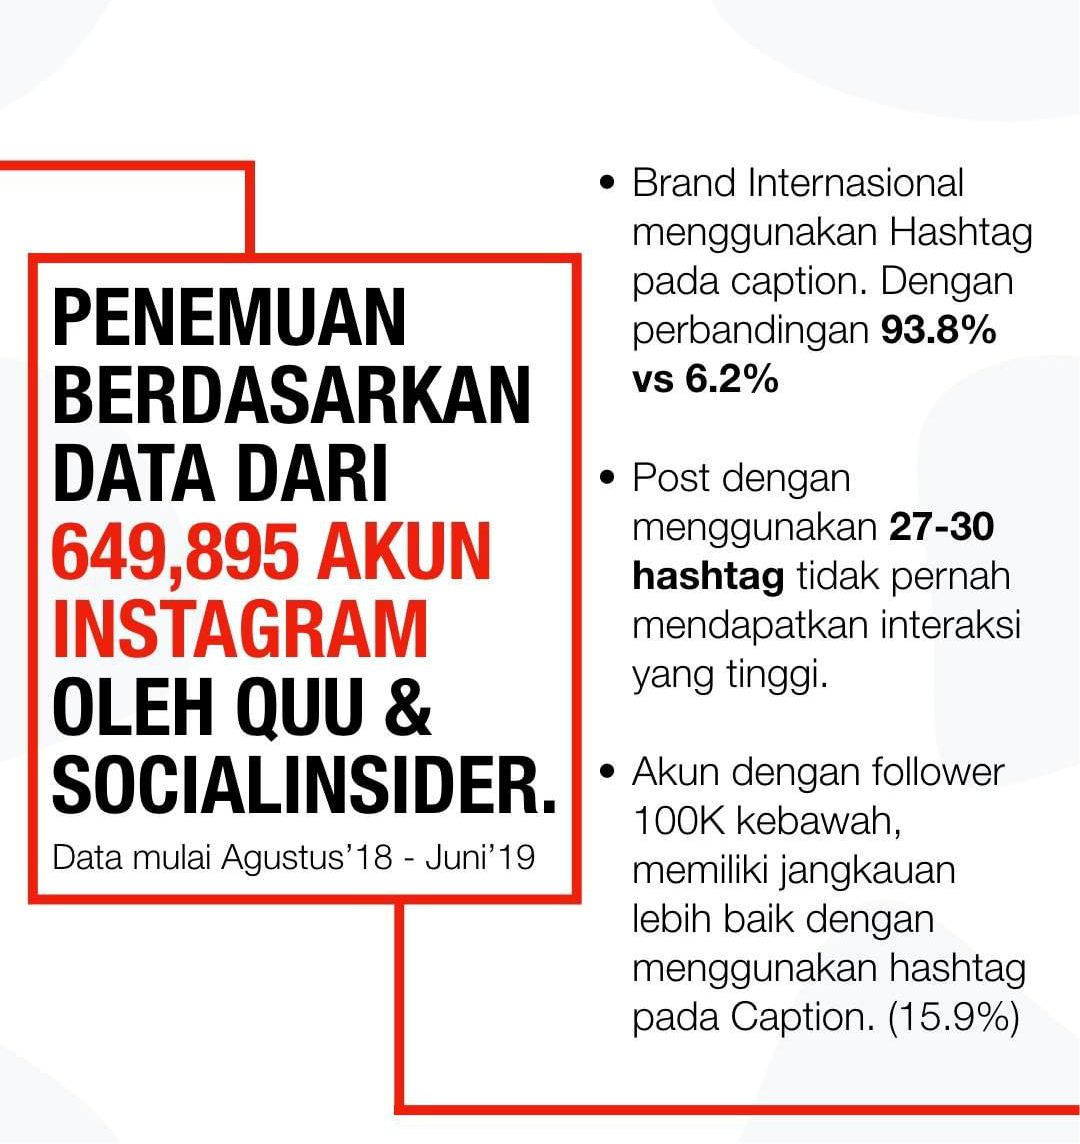 PENEMUAN
BERDASARKAN
DATA DARI
649,895 AKUN
INSTAGRAM
OLEH QUU &
SOCIALINSIDER.
Data mulai Agustus’18 - Juni’19
• Brand Internasional
menggunakan Hashtag
pada caption. Dengan
perbandingan 93.8%
vs 6.2%
• Post dengan
menggunakan 27-30
hashtag tidak pernah
mendapatkan interaksi
yang tinggi.
• Akun dengan follower
100K kebawah,
memiliki jangkauan
lebih baik dengan
menggunakan hashtag
pada Caption. (15.9%)